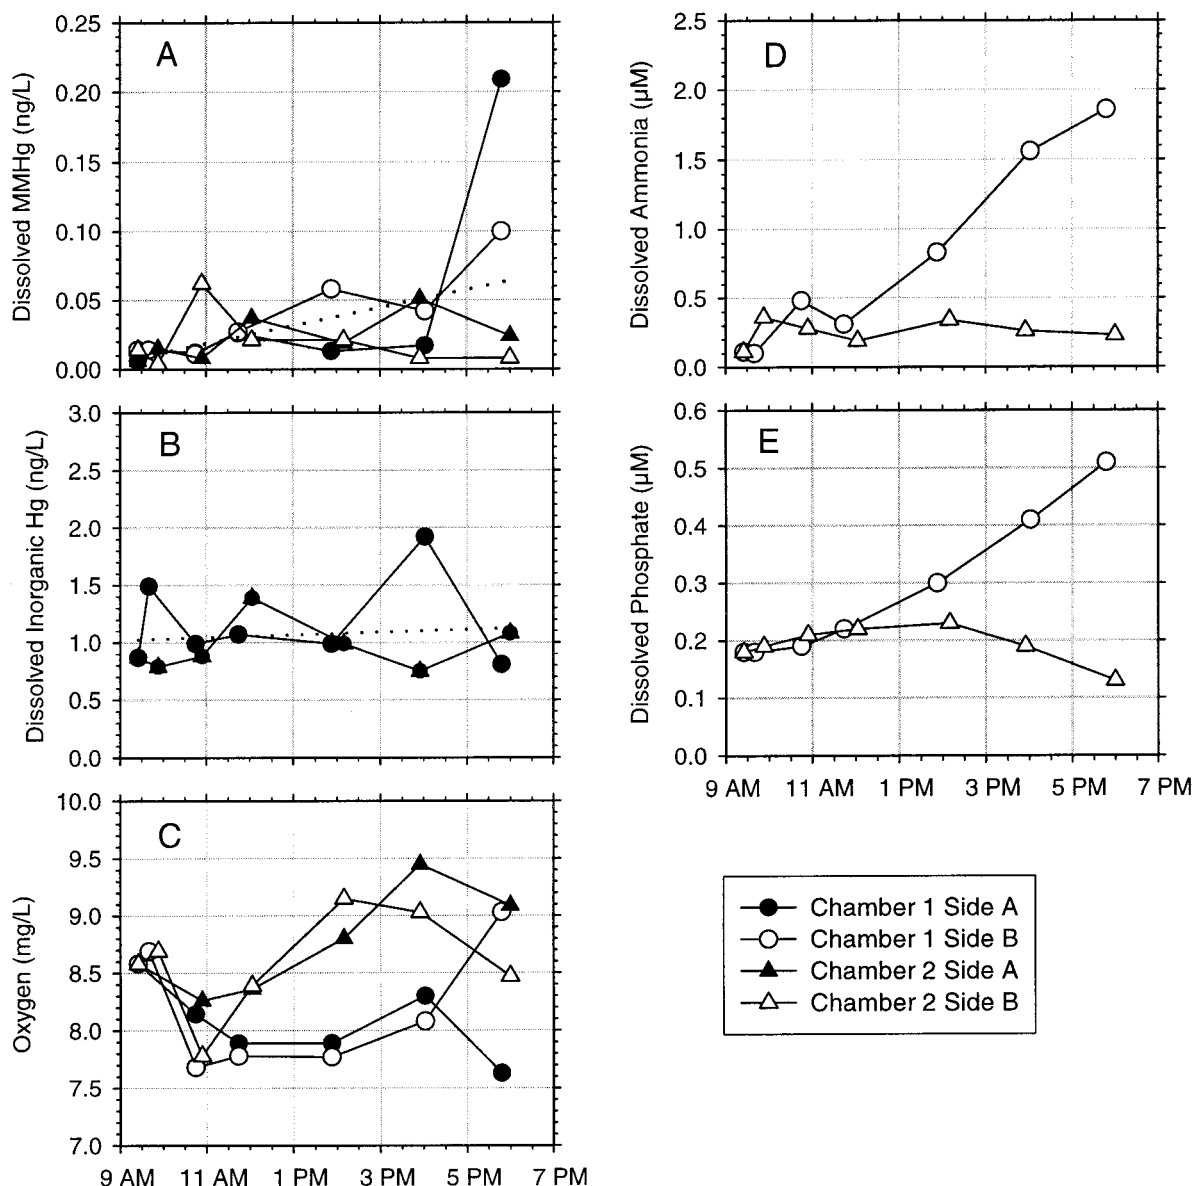 A
Dissolved MMHg (ng/L)
0.25
0.20
0.15
0.10
0.05
0.00
B
Dissolved Inorganic Hg (ng/L)
3.0
2.5
2.0
1.5
1.0
0.5
0.0
C
Oxygen (mg/L)
10.0
9.5
9.0
8.5
8.0
7.5
7.0
9 AM 11 AM 1 PM 3 PM 5 PM 7 PM
D
Dissolved Ammonia (µM)
2.5
2.0
1.5
1.0
0.5
0.0
E
Dissolved Phosphate (µM)
0.6
0.5
0.4
0.3
0.2
0.1
0.0
9 AM 11 AM 1 PM 3 PM 5 PM 7 PM
Chamber 1 Side A
Chamber 1 Side B
Chamber 2 Side A
Chamber 2 Side B